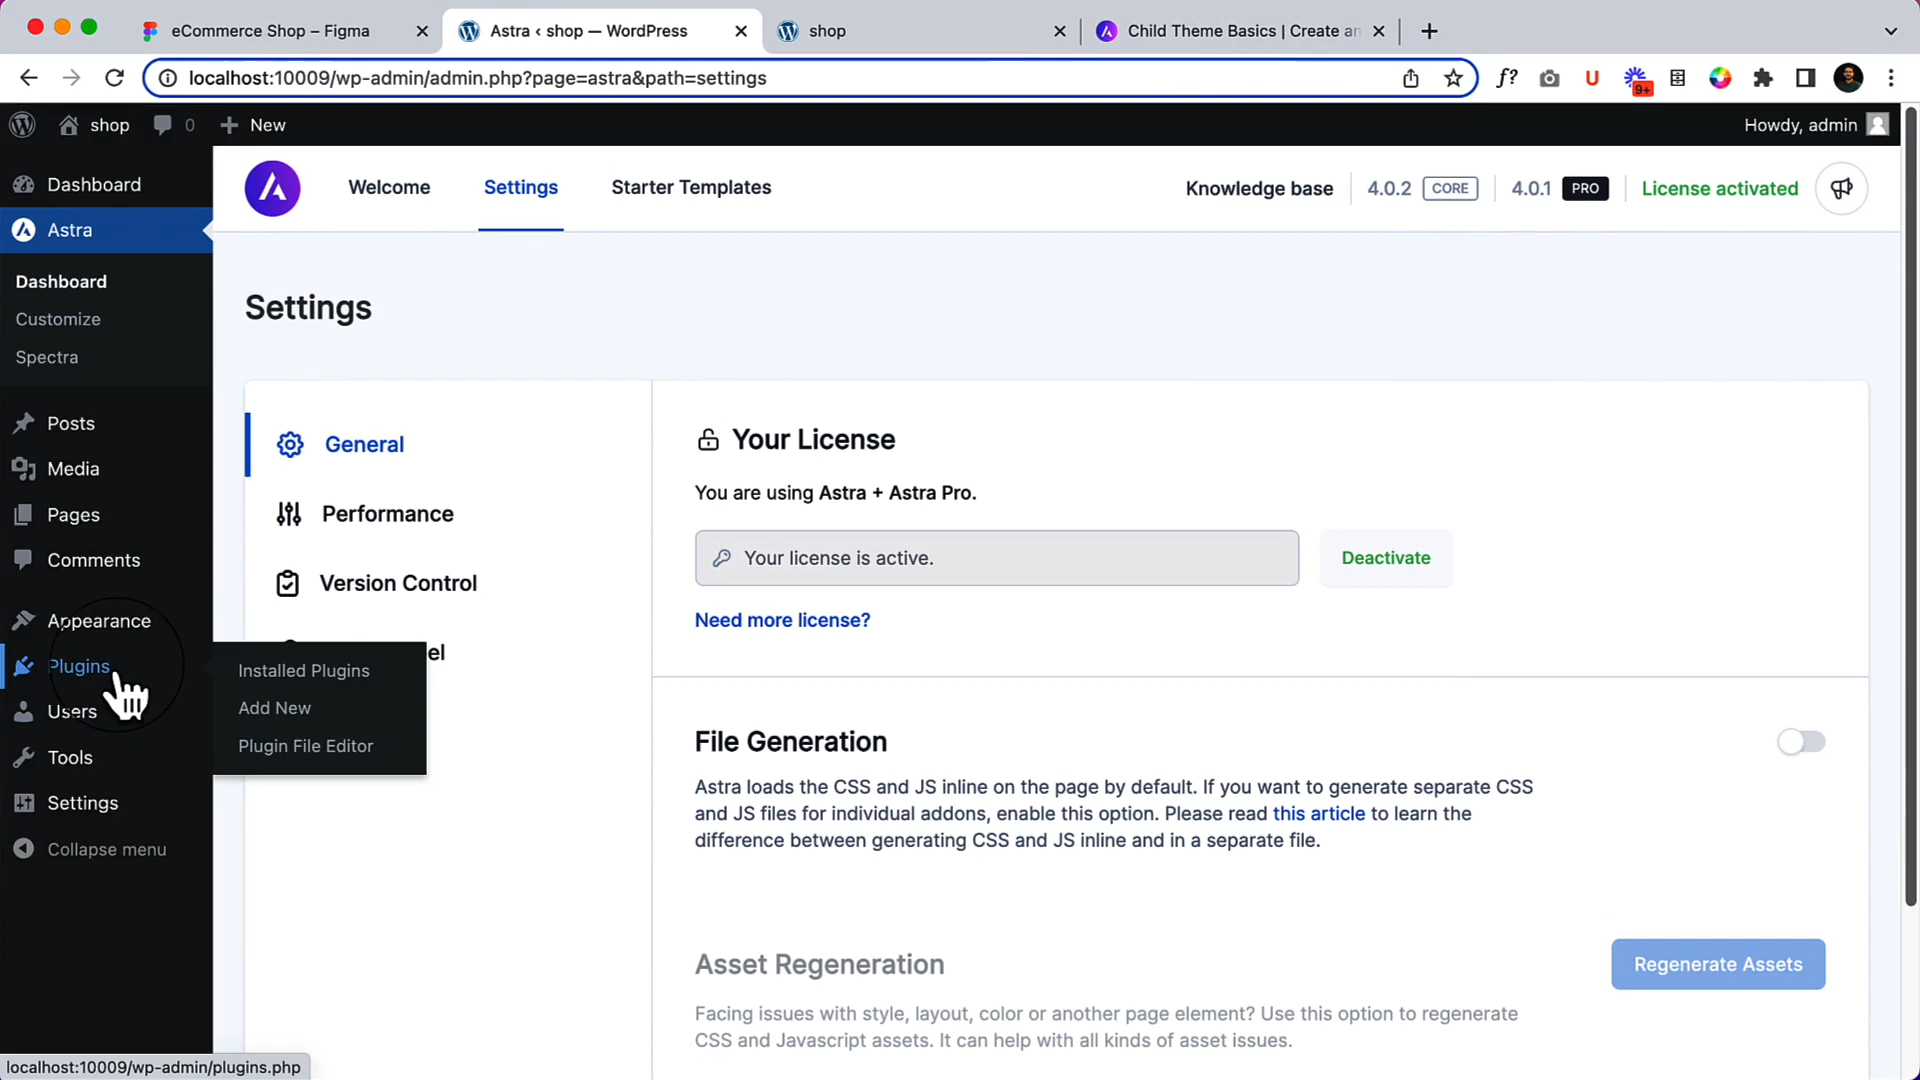 eCommerce Shop – Figma
Astra ‹ shop — WordPress
shop
Child Theme Basics | Create an
localhost:10009/wp-admin/admin.php?page=astra&path=settings
f?
U
9+
shop
0
New
Howdy, admin
Dashboard
Astra
Dashboard
Customize
Spectra
Posts
Media
Pages
Comments
Appearance
Plugins
Users
Tools
Settings
Collapse menu
Installed Plugins
Add New
Plugin File Editor
Welcome
Settings
Starter Templates
Knowledge base
4.0.2 CORE
4.0.1 PRO
License activated
Settings
General
Performance
Version Control
el
Your License
You are using Astra + Astra Pro.
Your license is active.
Deactivate
Need more license?
File Generation
Astra loads the CSS and JS inline on the page by default. If you want to generate separate CSS
and JS files for individual addons, enable this option. Please read this article to learn the
difference between generating CSS and JS inline and in a separate file.
Asset Regeneration
Regenerate Assets
Facing issues with style, layout, color or another page element? Use this option to regenerate
CSS and Javascript assets. It can help with all kinds of asset issues.
localhost:10009/wp-admin/plugins.php